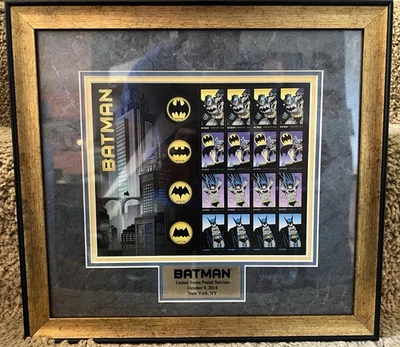 BATMAN
BATMAN
United States Postal Service
October 9, 2014
New York, NY